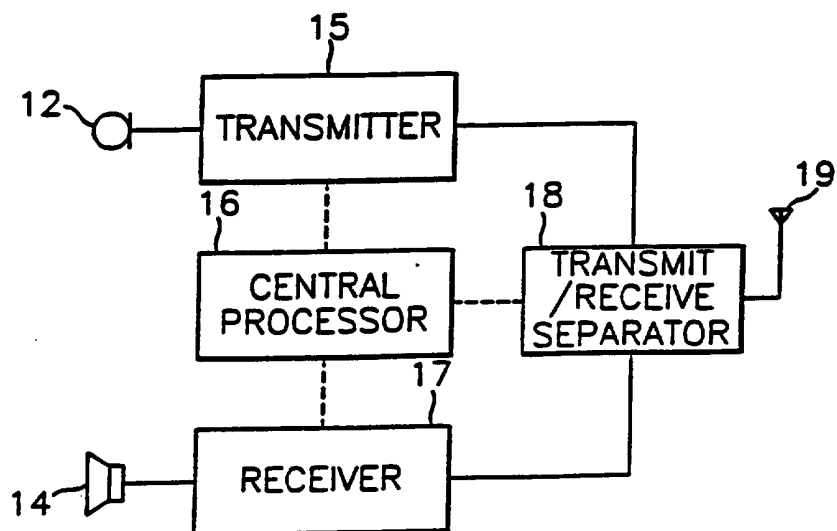 15
12
TRANSMITTER
19
16
18
CENTRAL
PROCESSOR
TRANSMIT
/RECEIVE
SEPARATOR
17
RECEIVER
14